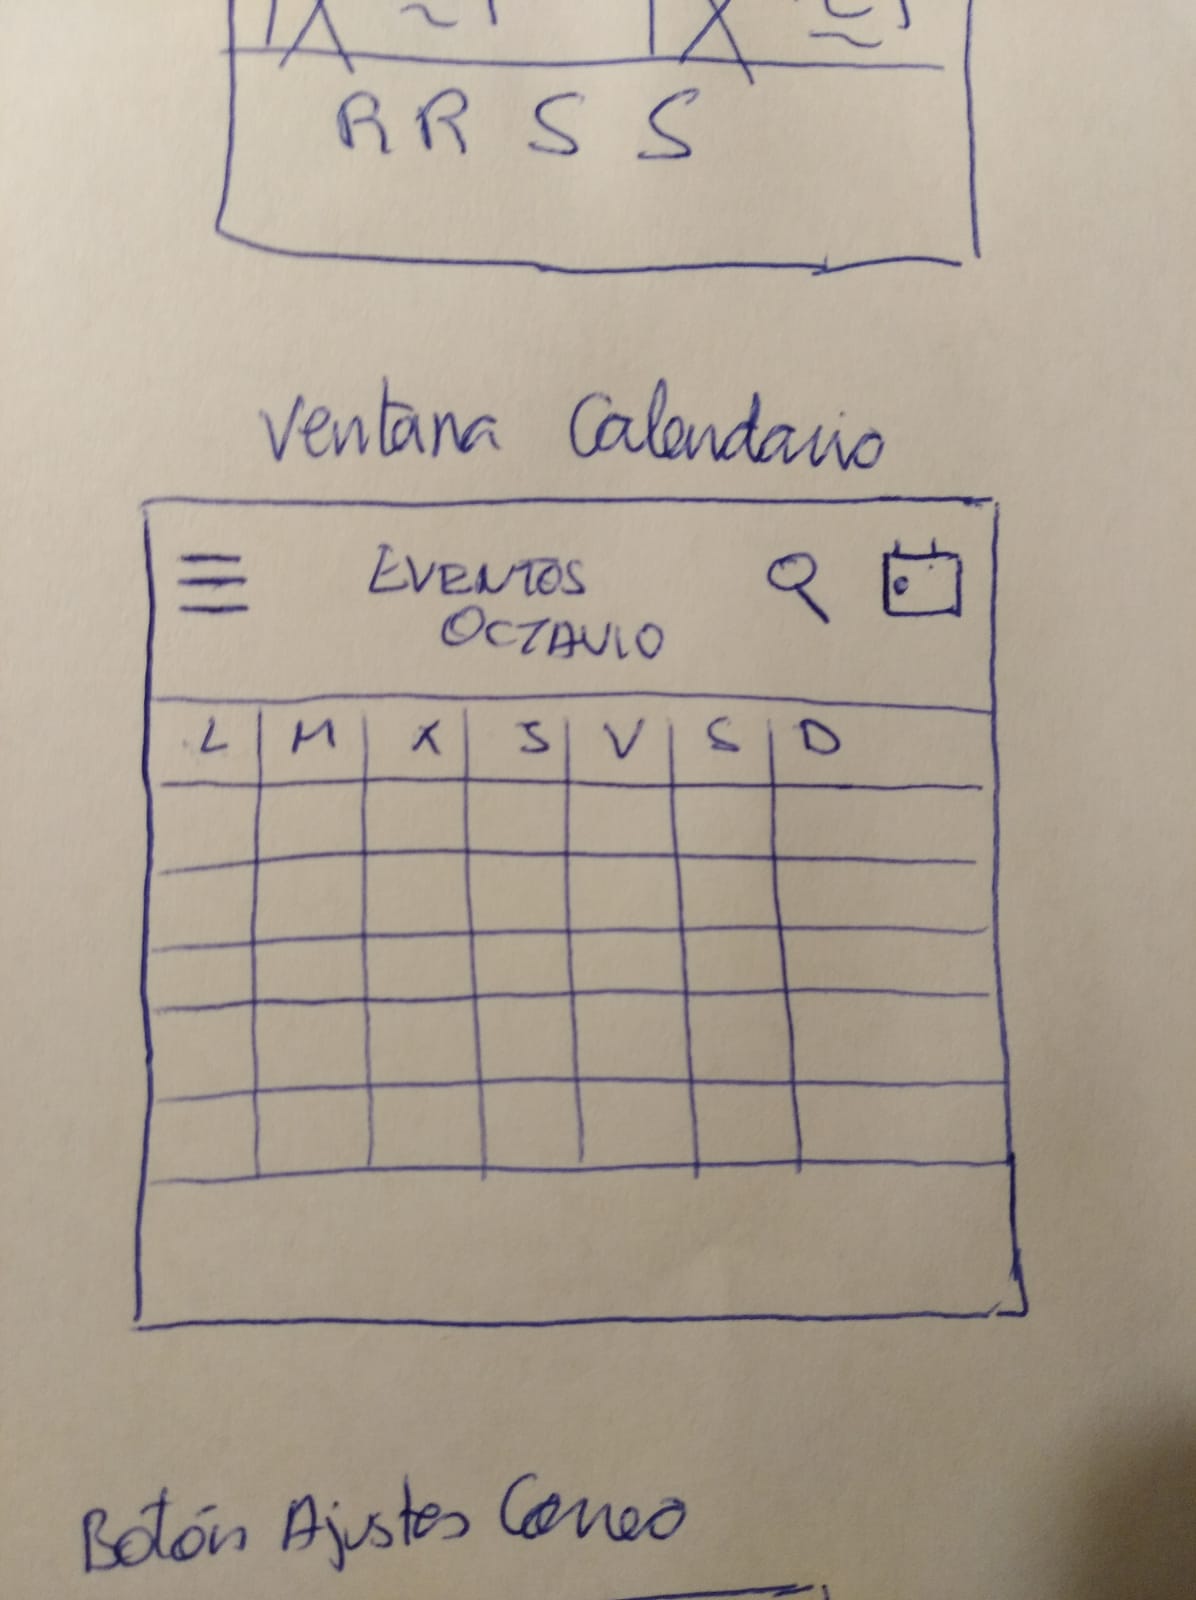 RRSS
Ventana Calendario
EVENTOS
OCTAVIO
L M X J V S D
Botón Ajustes Correo